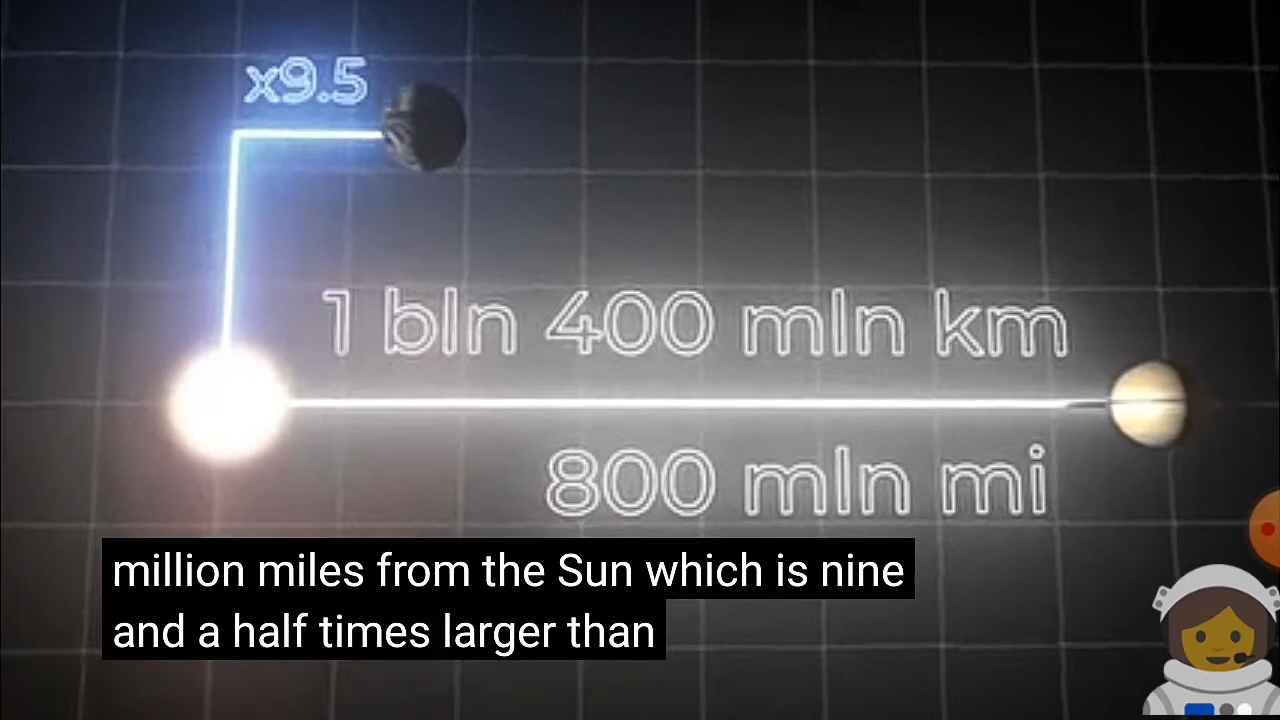 x9.5
1 bln 400 mln km
800 mln mi
million miles from the Sun which is nine
and a half times larger than